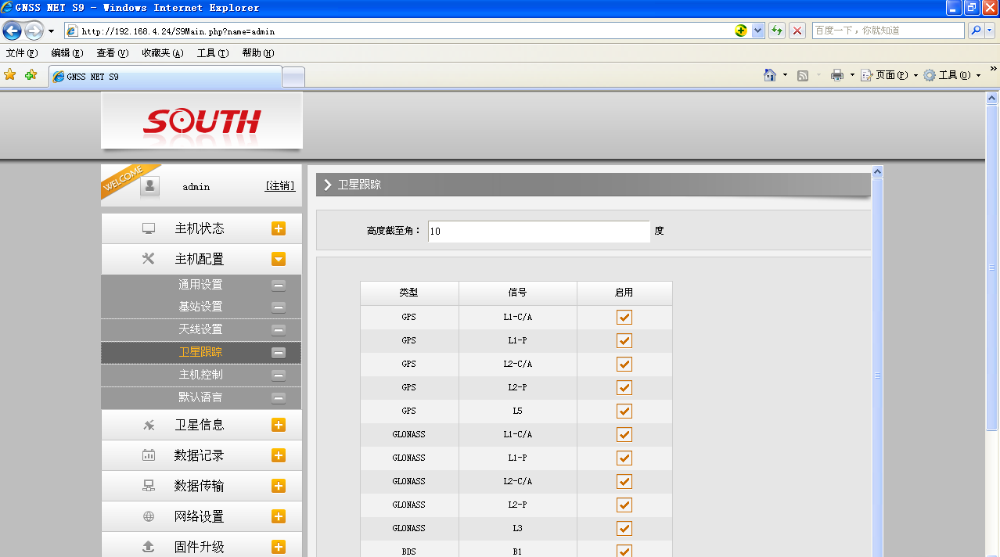 GNSS NET S9 - Windows Internet Explorer
http://192.168.4.24/S9Main.php?name=admin
百度一下，你就知道
文件(F) 编辑(E) 查看(V) 收藏夹(A) 工具(T) 帮助(H)
GNSS NET S9
页面(P) 工具(O)
SOUTH
WELCOME
admin
[注销]
主机状态
主机配置
通用设置
基站设置
天线设置
卫星跟踪
主机控制
默认语言
卫星信息
数据记录
数据传输
网络设置
固件升级
卫星跟踪
高度截至角： 10 度
类型 信号 启用
GPS L1-C/A
GPS L1-P
GPS L2-C/A
GPS L2-P
GPS L5
GLONASS L1-C/A
GLONASS L1-P
GLONASS L2-C/A
GLONASS L2-P
GLONASS L3
BDS B1